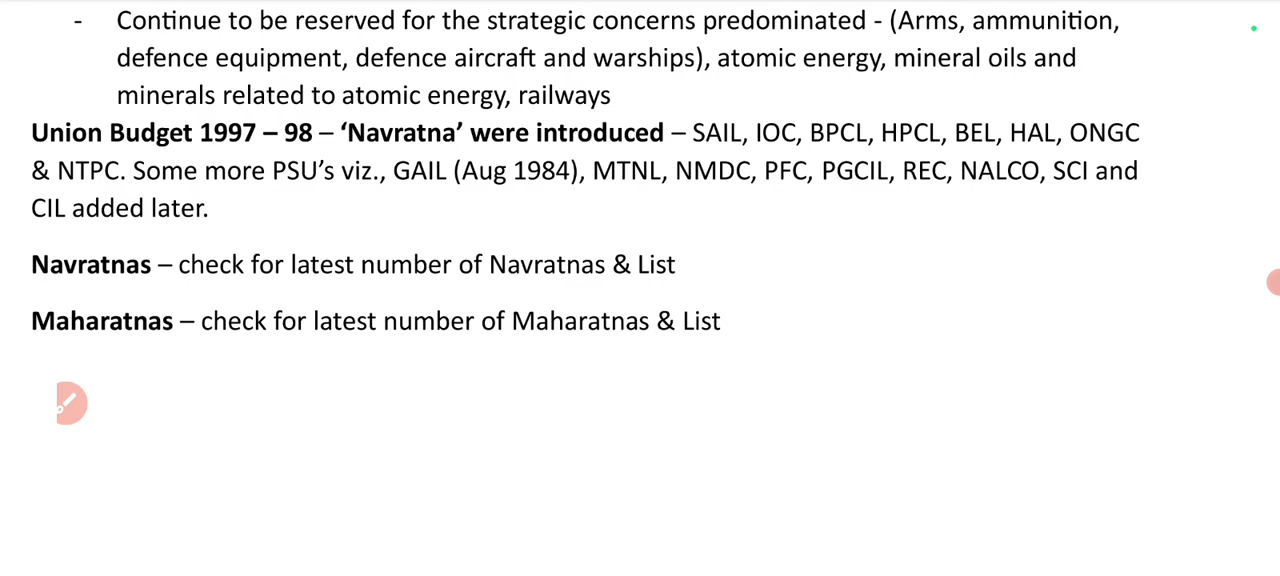 - Continue to be reserved for the strategic concerns predominated - (Arms, ammunition,
defence equipment, defence aircraft and warships), atomic energy, mineral oils and
minerals related to atomic energy, railways
Union Budget 1997 – 98 – ‘Navratna’ were introduced – SAIL, IOC, BPCL, HPCL, BEL, HAL, ONGC
& NTPC. Some more PSU’s viz., GAIL (Aug 1984), MTNL, NMDC, PFC, PGCIL, REC, NALCO, SCI and
CIL added later.
Navratnas – check for latest number of Navratnas & List
Maharatnas – check for latest number of Maharatnas & List